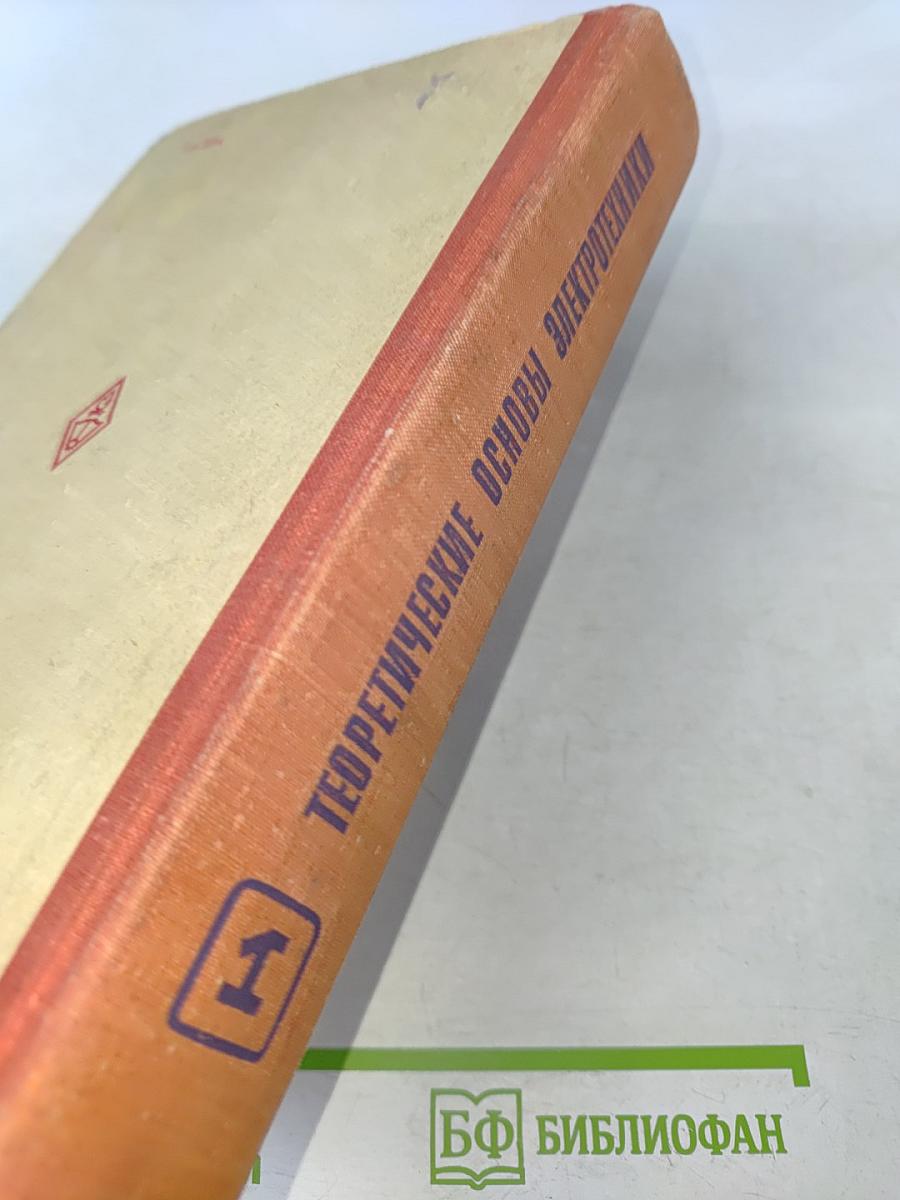 ТЕОРЕТИЧЕСКИЕ ОСНОВЫ ЭЛЕКТРОТЕХНИКИ
1
БФ БИБЛИОФАН